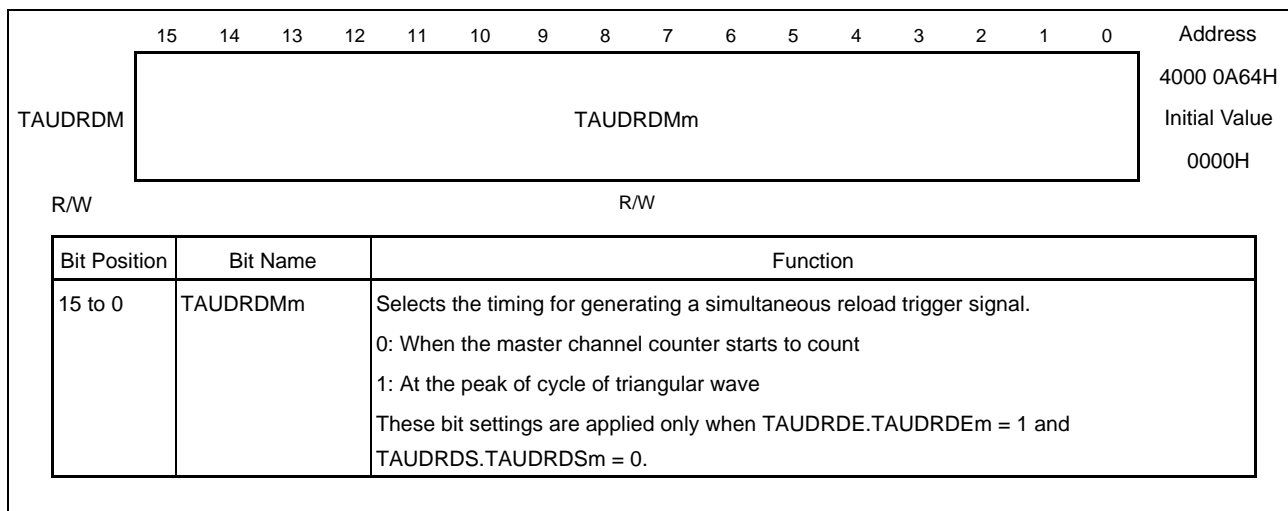 15 14 13 12 11 10 9 8 7 6 5 4 3 2 1 0 Address
4000 0A64H
TAUDRDM TAUDRDMm Initial Value
0000H
R/W R/W
Bit Position Bit Name Function
15 to 0 TAUDRDMm Selects the timing for generating a simultaneous reload trigger signal.
0: When the master channel counter starts to count
1: At the peak of cycle of triangular wave
These bit settings are applied only when TAUDRDE.TAUDRDEm = 1 and
TAUDRDS.TAUDRDSm = 0.